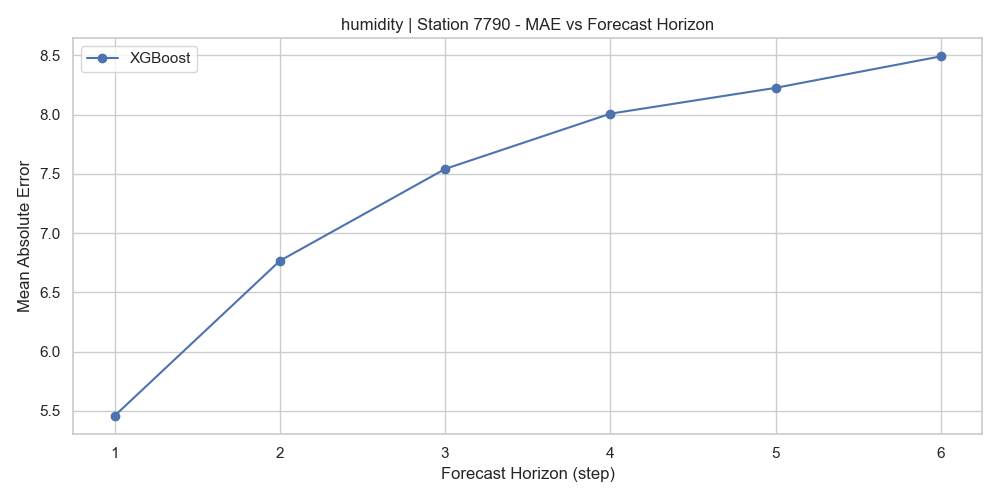 humidity | Station 7790 - MAE vs Forecast Horizon
XGBoost
Mean Absolute Error
8.5
8.0
7.5
7.0
6.5
6.0
5.5
1 2 3 4 5 6
Forecast Horizon (step)